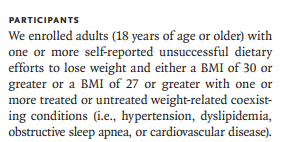 PARTICIPANTS
We enrolled adults (18 years of age or older) with
one or more self-reported unsuccessful dietary
efforts to lose weight and either a BMI of 30 or
greater or a BMI of 27 or greater with one or
more treated or untreated weight-related coexist-
ing conditions (i.e., hypertension, dyslipidemia,
obstructive sleep apnea, or cardiovascular disease).